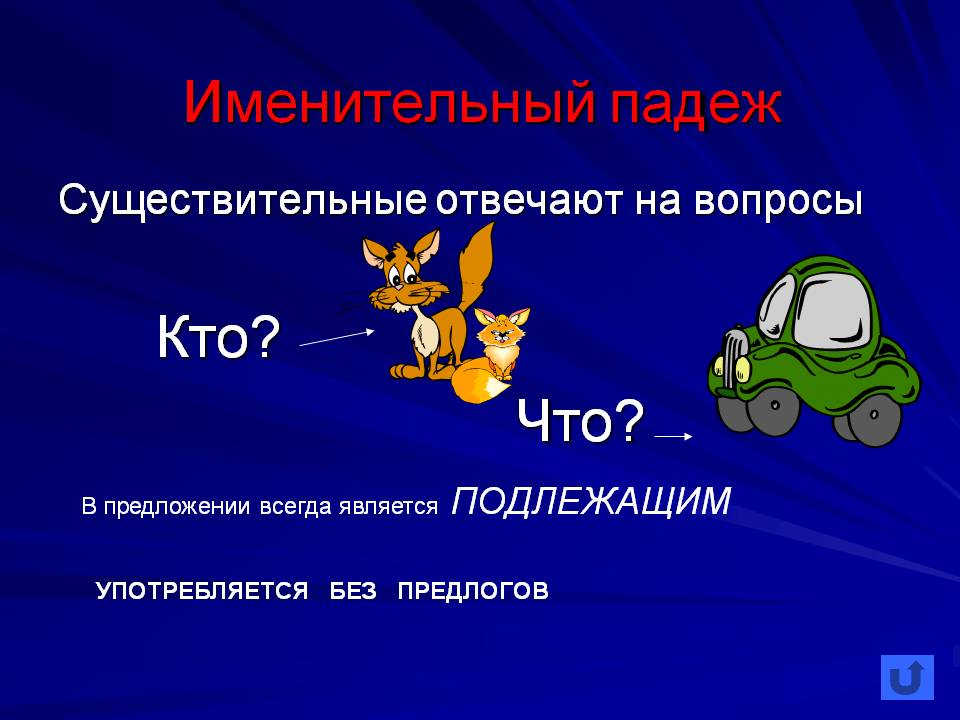 Именительный падеж
Существительные отвечают на вопросы
Кто?
Что?
В предложении всегда является ПОДЛЕЖАЩИМ
УПОТРЕБЛЯЕТСЯ БЕЗ ПРЕДЛОГОВ